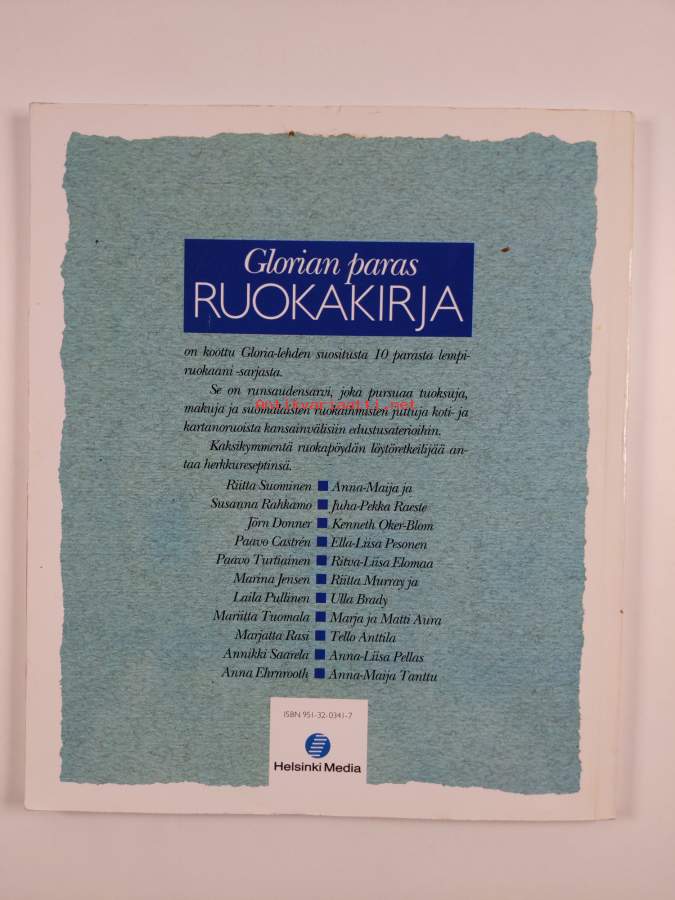 Glorian paras
RUOKAKIRJA
on koottu Gloria-lehden suositusta 10 parasta lempi-
ruokaani -sarjasta.
Se on runsaudensarvi, joka pursuaa tuoksuja,
antikvariaatti.net
makuja ja suomalaisten ruokaihmisten juttuja koti- ja
kartanoruoista kansainvälisiin edustusaterioihin.
Kaksikymmentä ruokapöydän löytöretkeilijää an-
taa herkkureseptinsä.
Riitta Suominen ■ Anna-Maija ja
Susanna Rahkamo ■ Juha-Pekka Raeste
Jörn Donner ■ Kenneth Oker-Blom
Paavo Castrén ■ Ella-Liisa Pesonen
Paavo Turtiainen ■ Ritva-Liisa Elomaa
Marina Jensen ■ Riitta Murray ja
Laila Pullinen ■ Ulla Brady
Mariitta Tuomala ■ Marja ja Matti Aura
Marjatta Rasi ■ Tello Anttila
Annikki Saarela ■ Anna-Liisa Pellas
Anna Ehrnrooth ■ Anna-Maija Tanttu
ISBN 951-32-0341-7
Helsinki Media